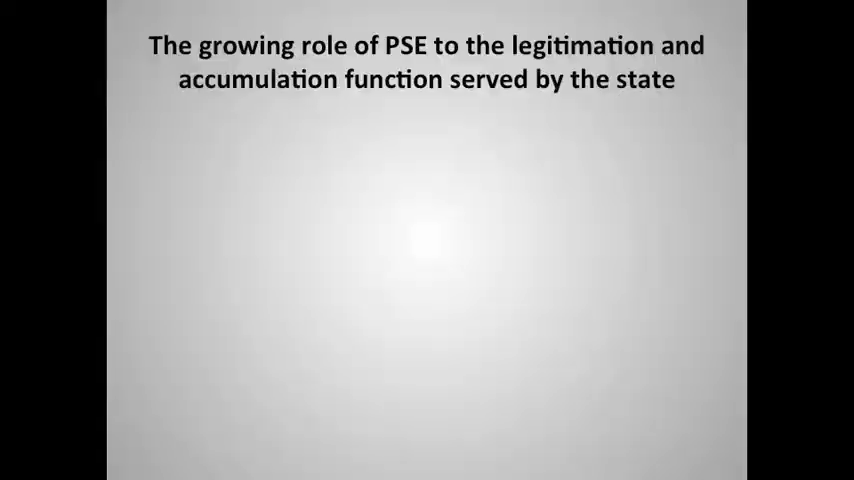 The growing role of PSE to the legitimation and
accumulation function served by the state